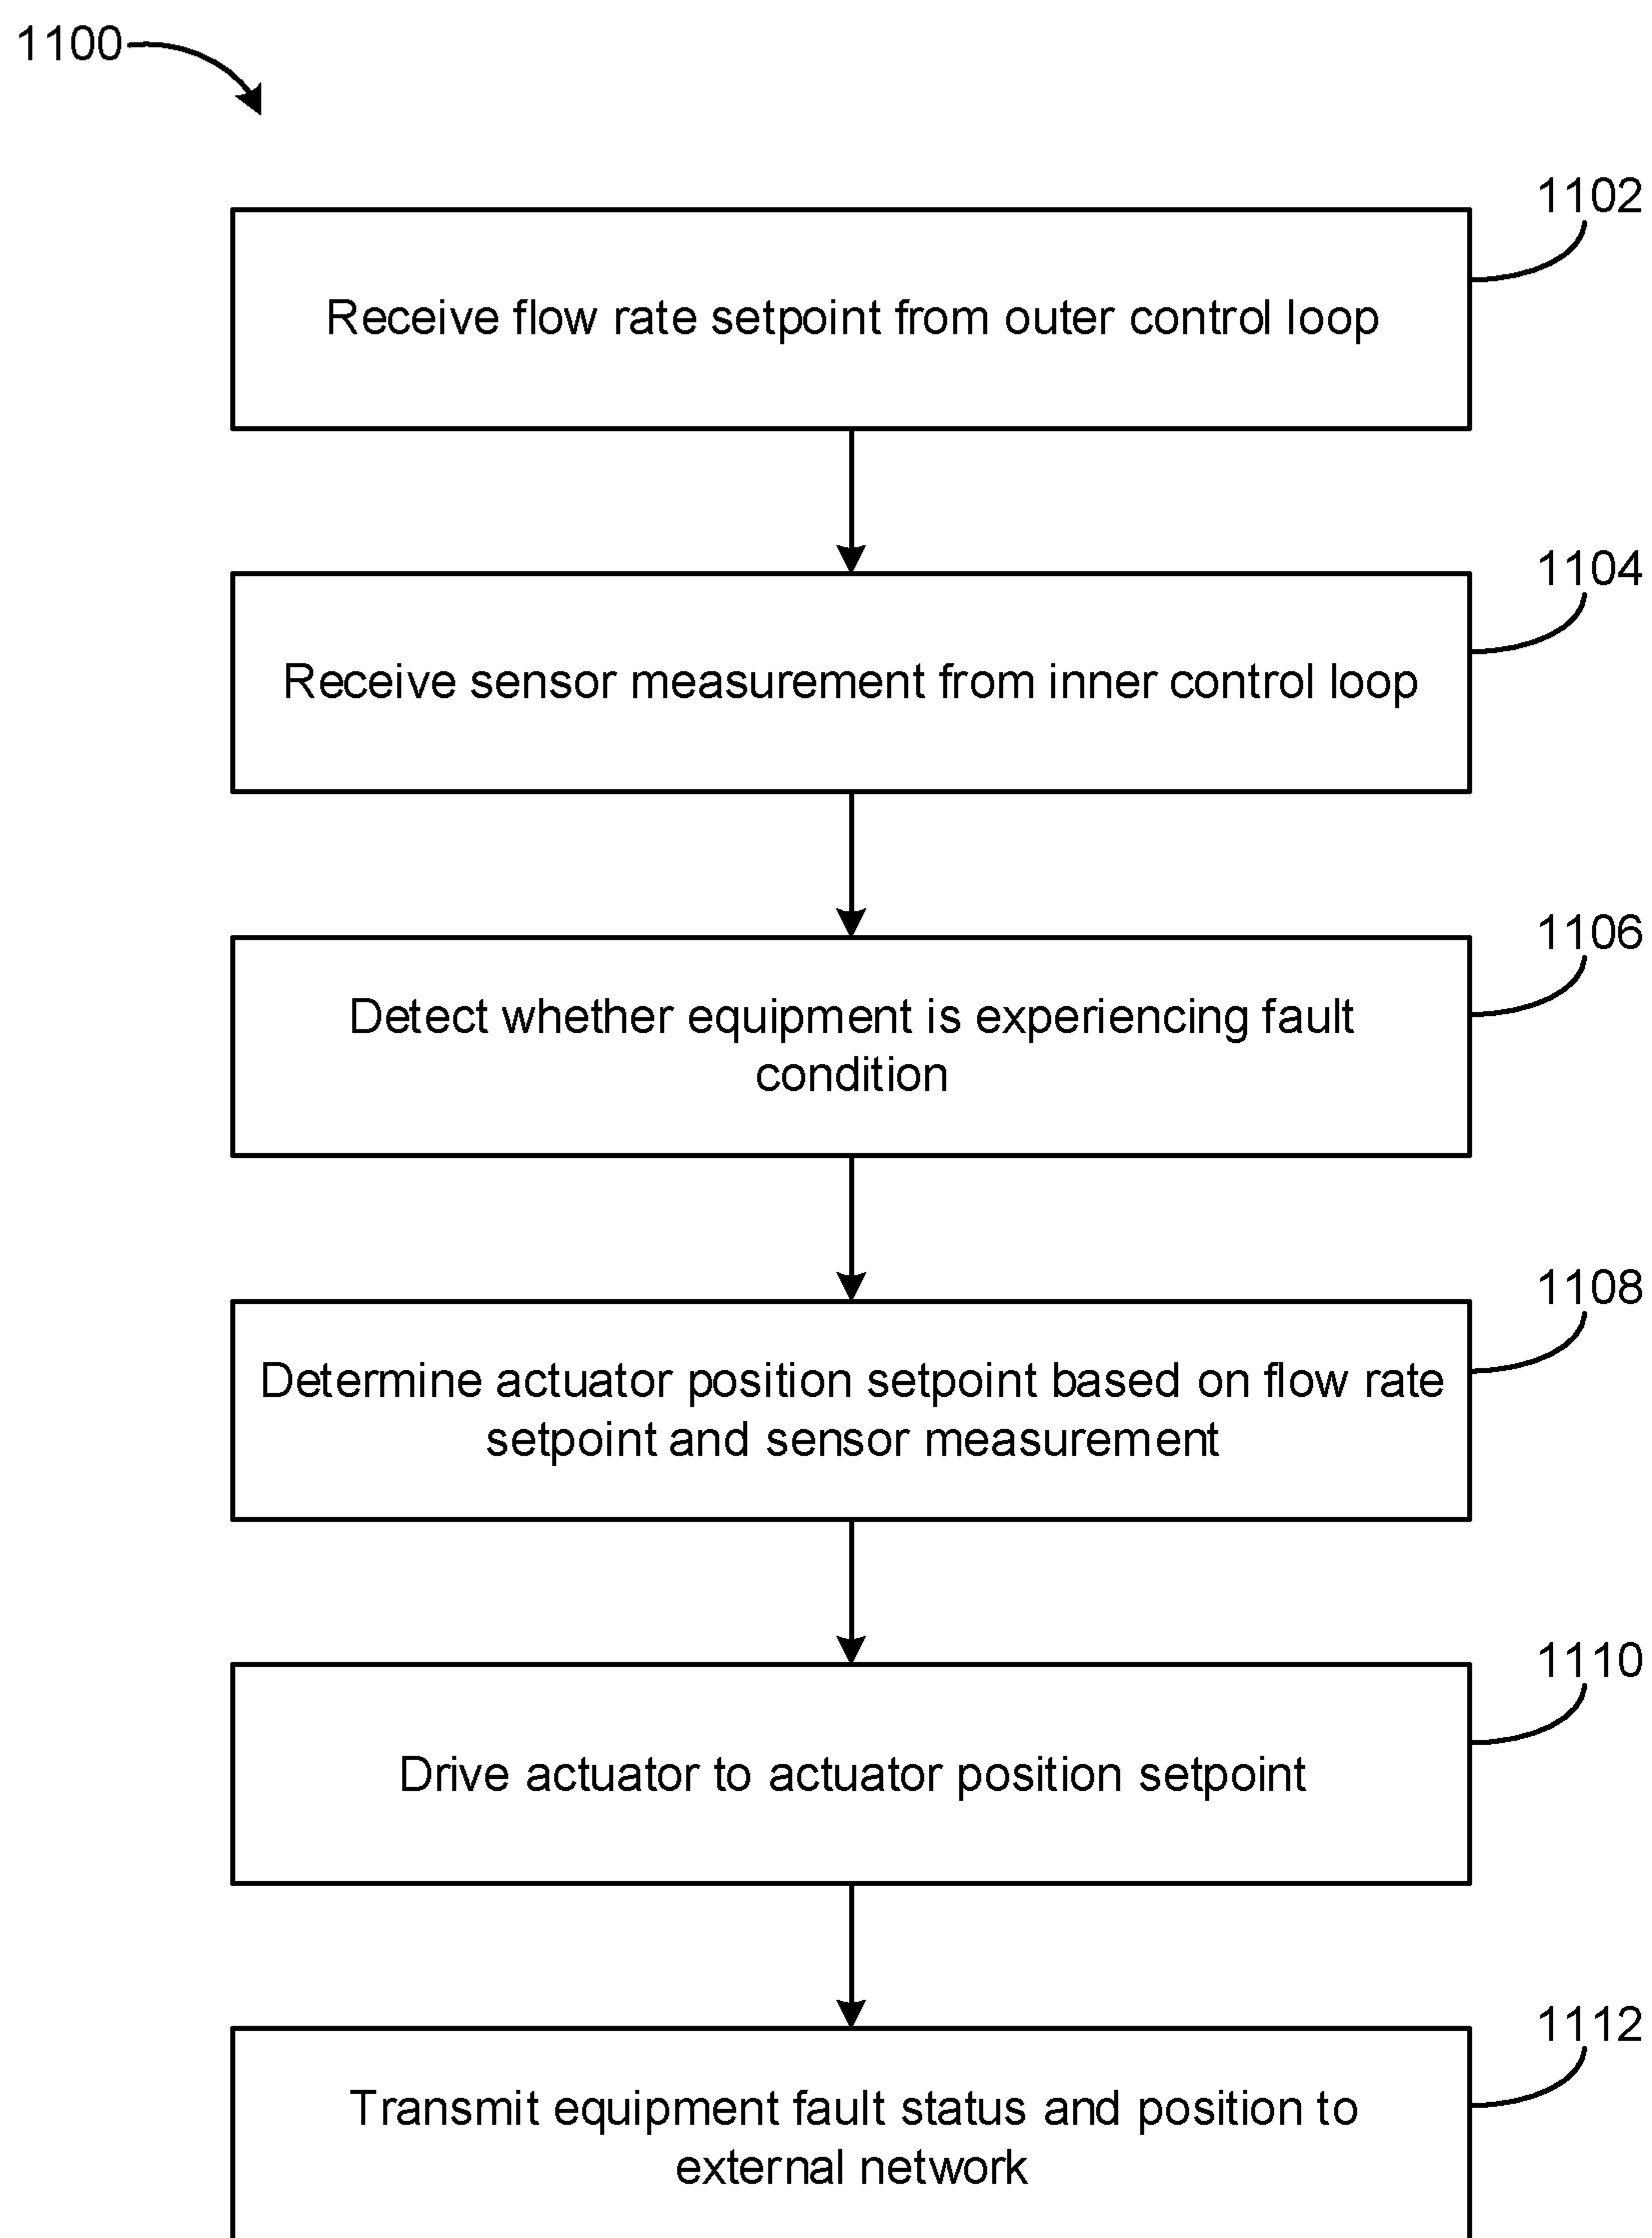 1100
1102
Receive flow rate setpoint from outer control loop
1104
Receive sensor measurement from inner control loop
1106
Detect whether equipment is experiencing fault
condition
1108
Determine actuator position setpoint based on flow rate
setpoint and sensor measurement
1110
Drive actuator to actuator position setpoint
1112
Transmit equipment fault status and position to
external network